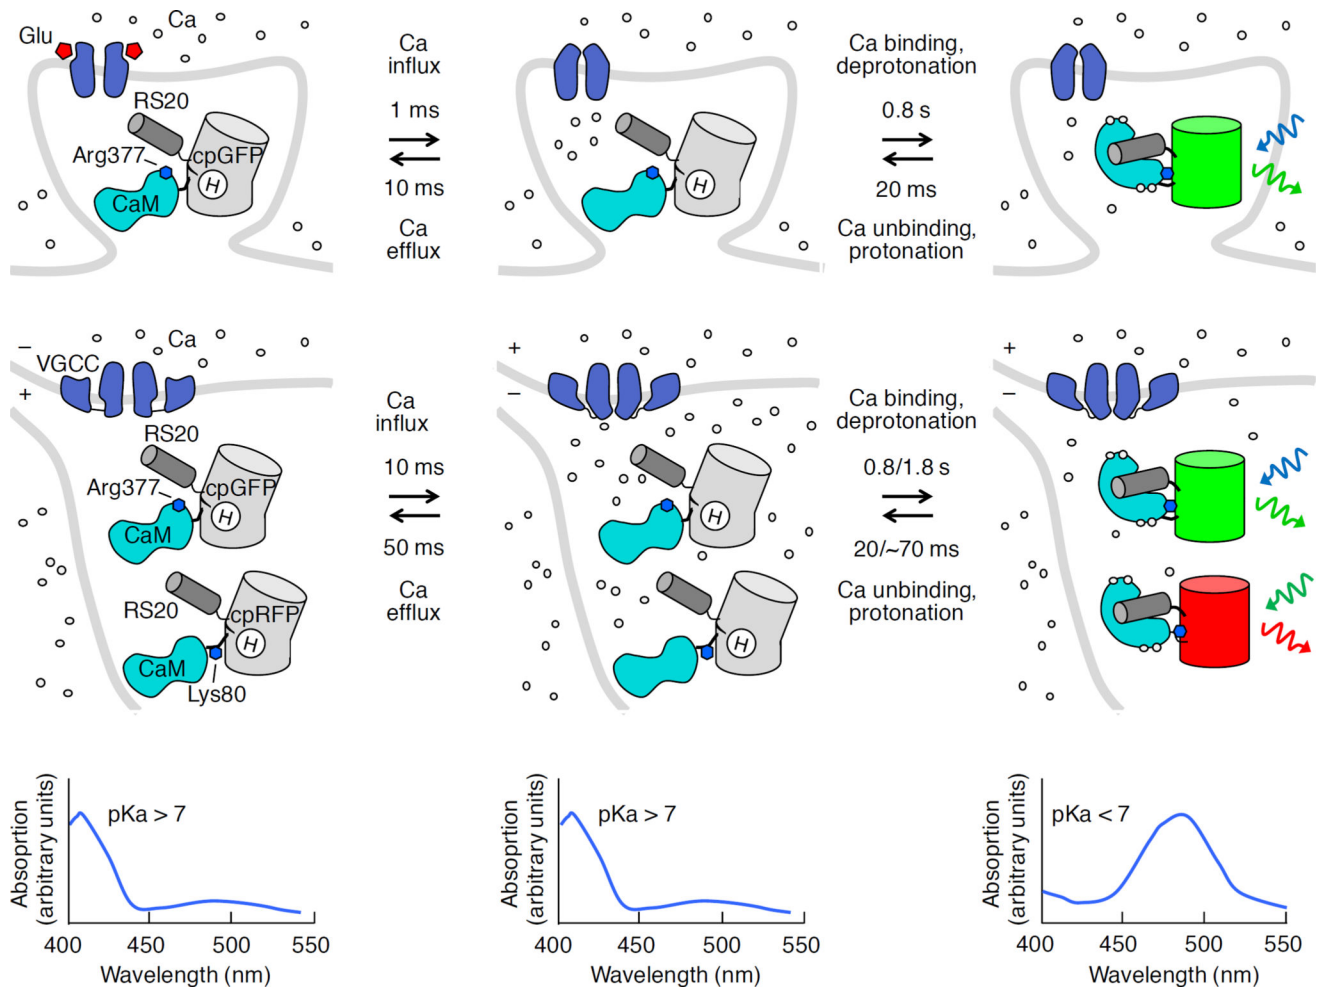 Glu
Ca
RS20
Arg377
cpGFP
H
CaM
Ca
influx
1 ms
10 ms
Ca
efflux
H
Ca binding,
deprotonation
0.8 s
20 ms
Ca unbinding,
protonation
−
VGCC
+
Ca
RS20
Arg377
cpGFP
H
CaM
RS20
cpRFP
H
CaM
Lys80
Ca
influx
10 ms
50 ms
Ca
efflux
+
−
H
H
Ca binding,
deprotonation
0.8/1.8 s
20/~70 ms
Ca unbinding,
protonation
+
−
Absoprtion
(arbitrary units)
pKa > 7
400 450 500 550
Wavelength (nm)
Absoprtion
(arbitrary units)
pKa > 7
400 450 500 550
Wavelength (nm)
Absoprtion
(arbitrary units)
pKa < 7
400 450 500 550
Wavelength (nm)